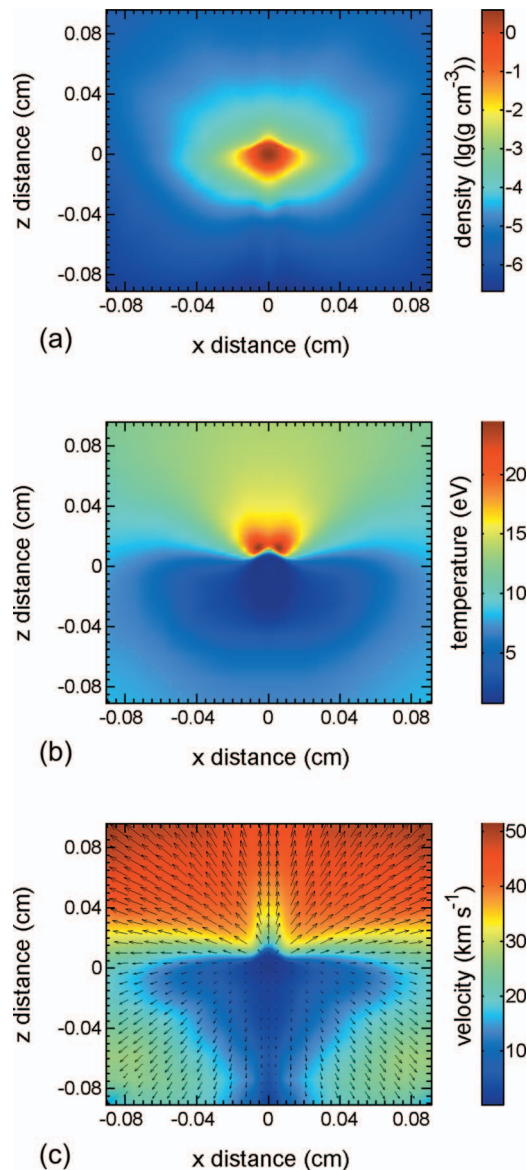 0.08
0.04
0
-0.04
-0.08
z distance (cm)
-0.08 -0.04 0 0.04 0.08
x distance (cm)
(a)
0
-1
-2
-3
-4
-5
-6
density (lg(g cm-3))
0.08
0.04
0
-0.04
-0.08
z distance (cm)
-0.08 -0.04 0 0.04 0.08
x distance (cm)
(b)
20
15
10
5
temperature (eV)
0.08
0.04
0
-0.04
-0.08
z distance (cm)
-0.08 -0.04 0 0.04 0.08
x distance (cm)
(c)
50
40
30
20
10
velocity (km s-1)